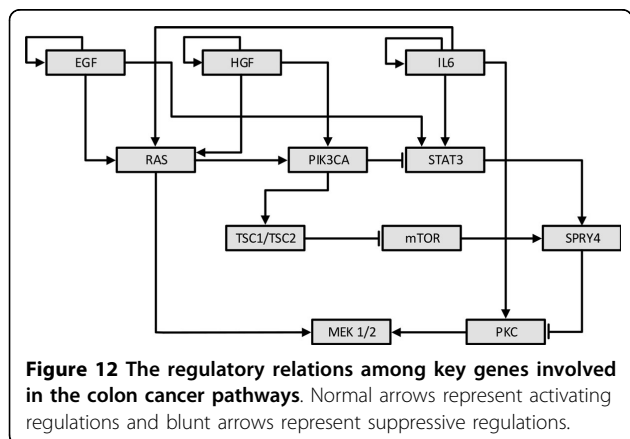 EGF
HGF
IL6
RAS
PIK3CA
STAT3
TSC1/TSC2
mTOR
SPRY4
MEK 1/2
PKC
Figure 12 The regulatory relations among key genes involved
in the colon cancer pathways. Normal arrows represent activating
regulations and blunt arrows represent suppressive regulations.